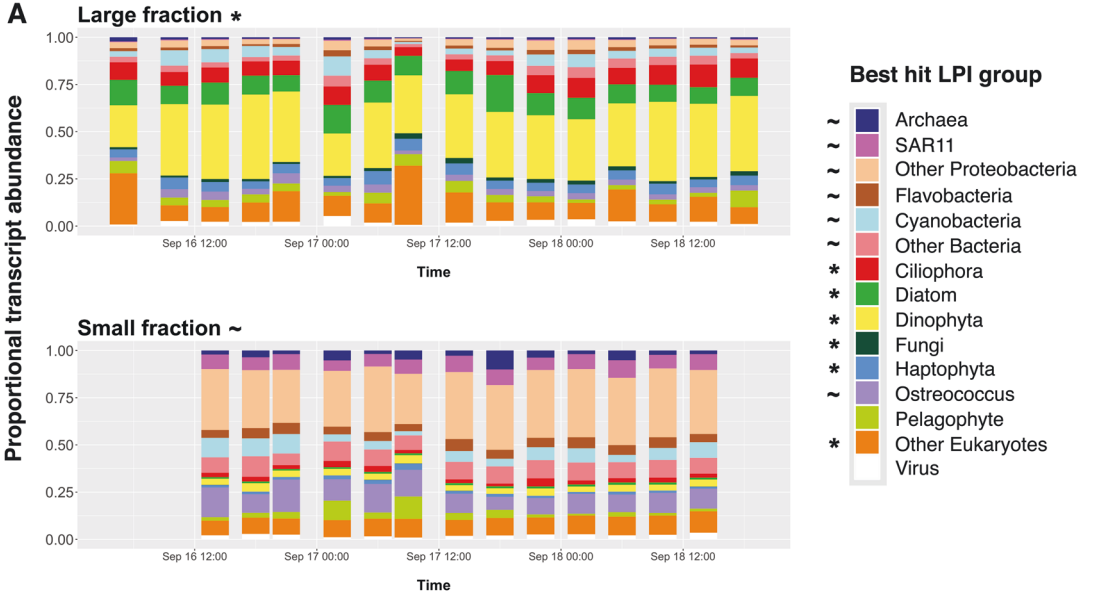 A
Large fraction *
Proportional transcript abundance
1.00
0.75
0.50
0.25
0.00
Sep 16 12:00
Sep 17 00:00
Sep 17 12:00
Sep 18 00:00
Sep 18 12:00
Time
Small fraction ~
1.00
0.75
0.50
0.25
0.00
Sep 16 12:00
Sep 17 00:00
Sep 17 12:00
Sep 18 00:00
Sep 18 12:00
Time
Best hit LPI group
~ Archaea
~ SAR11
~ Other Proteobacteria
~ Flavobacteria
~ Cyanobacteria
~ Other Bacteria
* Ciliophora
* Diatom
* Dinophyta
* Fungi
* Haptophyta
~ Ostreococcus
Pelagophyte
* Other Eukaryotes
Virus